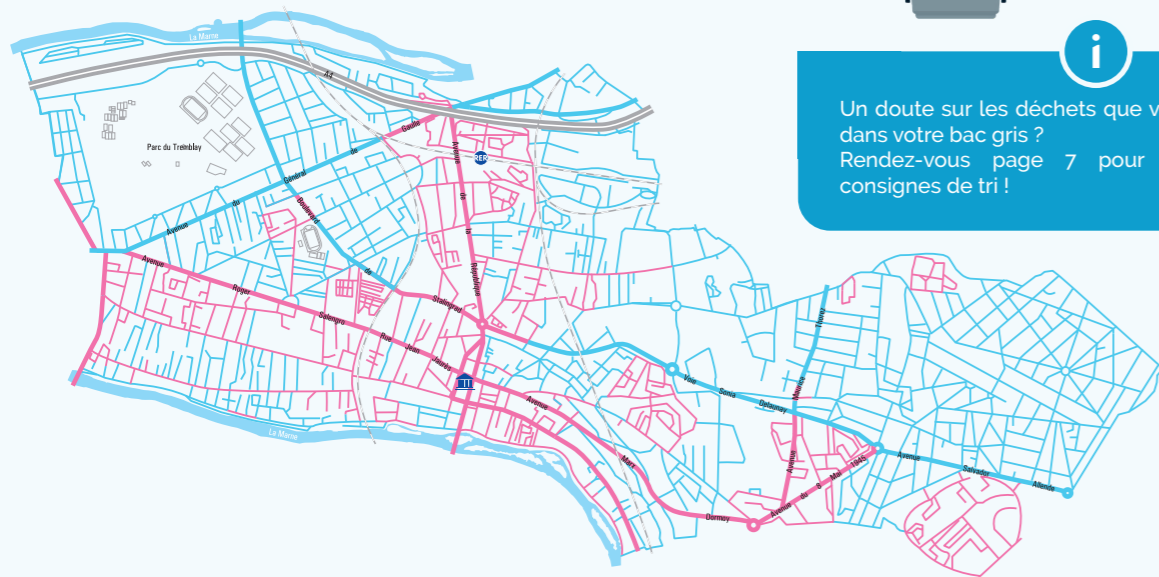 La Marne
A4
Parc du Tremblay
Avenue du Général de Gaulle
RER
Avenue de la République
Boulevard de Stalingrad
Avenue Roger Salengro
Rue Jean Jaurès
Avenue Marx Dormoy
La Marne
Voie Sonia Delaunay
Avenue Maurice Thorez
Avenue du 8 Mai 1945
Avenue Salvador Allende
i
Un doute sur les déchets que
dans votre bac gris ?
Rendez-vous page 7 pour
consignes de tri !